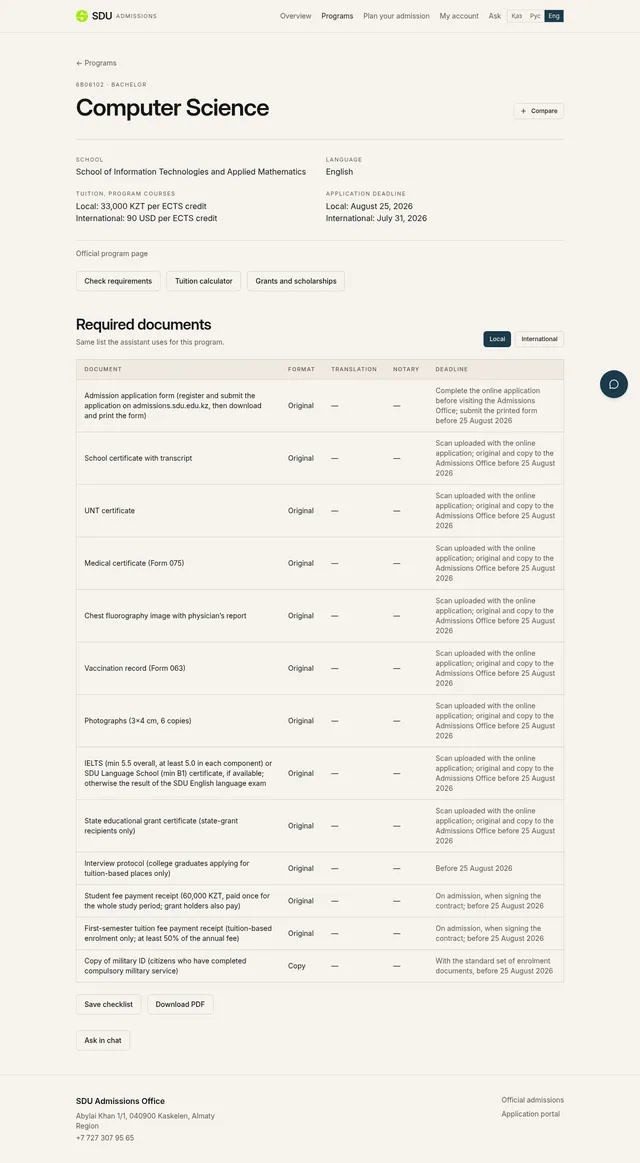 SDU ADMISSIONS
Overview Programs Plan your admission My account Ask Қаз Рус Eng
← Programs
6B06102 · BACHELOR
Computer Science
+ Compare
SCHOOL
School of Information Technologies and Applied Mathematics
LANGUAGE
English
TUITION, PROGRAM COURSES
Local: 33,000 KZT per ECTS credit
International: 90 USD per ECTS credit
APPLICATION DEADLINE
Local: August 25, 2026
International: July 31, 2026
Official program page
Check requirements Tuition calculator Grants and scholarships
Required documents
Same list the assistant uses for this program.
Local International
DOCUMENT FORMAT TRANSLATION NOTARY DEADLINE
Admission application form (register and submit the
application on admissions.sdu.edu.kz, then download
and print the form)
Original — —
Complete the online application
before visiting the Admissions
Office; submit the printed form
before 25 August 2026
School certificate with transcript
Original — —
Scan uploaded with the online
application; original and copy to the
Admissions Office before 25 August
2026
UNT certificate
Original — —
Scan uploaded with the online
application; original and copy to the
Admissions Office before 25 August
2026
Medical certificate (Form 075)
Original — —
Scan uploaded with the online
application; original and copy to the
Admissions Office before 25 August
2026
Chest fluorography image with physician's report
Original — —
Scan uploaded with the online
application; original and copy to the
Admissions Office before 25 August
2026
Vaccination record (Form 063)
Original — —
Scan uploaded with the online
application; original and copy to the
Admissions Office before 25 August
2026
Photographs (3×4 cm, 6 copies)
Original — —
Scan uploaded with the online
application; original and copy to the
Admissions Office before 25 August
2026
IELTS (min 5.5 overall, at least 5.0 in each component) or
SDU Language School (min B1) certificate, if available;
otherwise the result of the SDU English language exam
Original — —
Scan uploaded with the online
application; original and copy to the
Admissions Office before 25 August
2026
State educational grant certificate (state-grant
recipients only)
Original — —
Scan uploaded with the online
application; original and copy to the
Admissions Office before 25 August
2026
Interview protocol (college graduates applying for
tuition-based places only)
Original — —
Before 25 August 2026
Student fee payment receipt (60,000 KZT, paid once for
the whole study period; grant holders also pay)
Original — —
On admission, when signing the
contract; before 25 August 2026
First-semester tuition fee payment receipt (tuition-based
enrolment only; at least 50% of the annual fee)
Original — —
On admission, when signing the
contract; before 25 August 2026
Copy of military ID (citizens who have completed
compulsory military service)
Copy — —
With the standard set of enrolment
documents, before 25 August 2026
Save checklist Download PDF
Ask in chat
SDU Admissions Office
Abylai Khan 1/1, 040900 Kaskelen, Almaty
Region
+7 727 307 95 65
Official admissions
Application portal